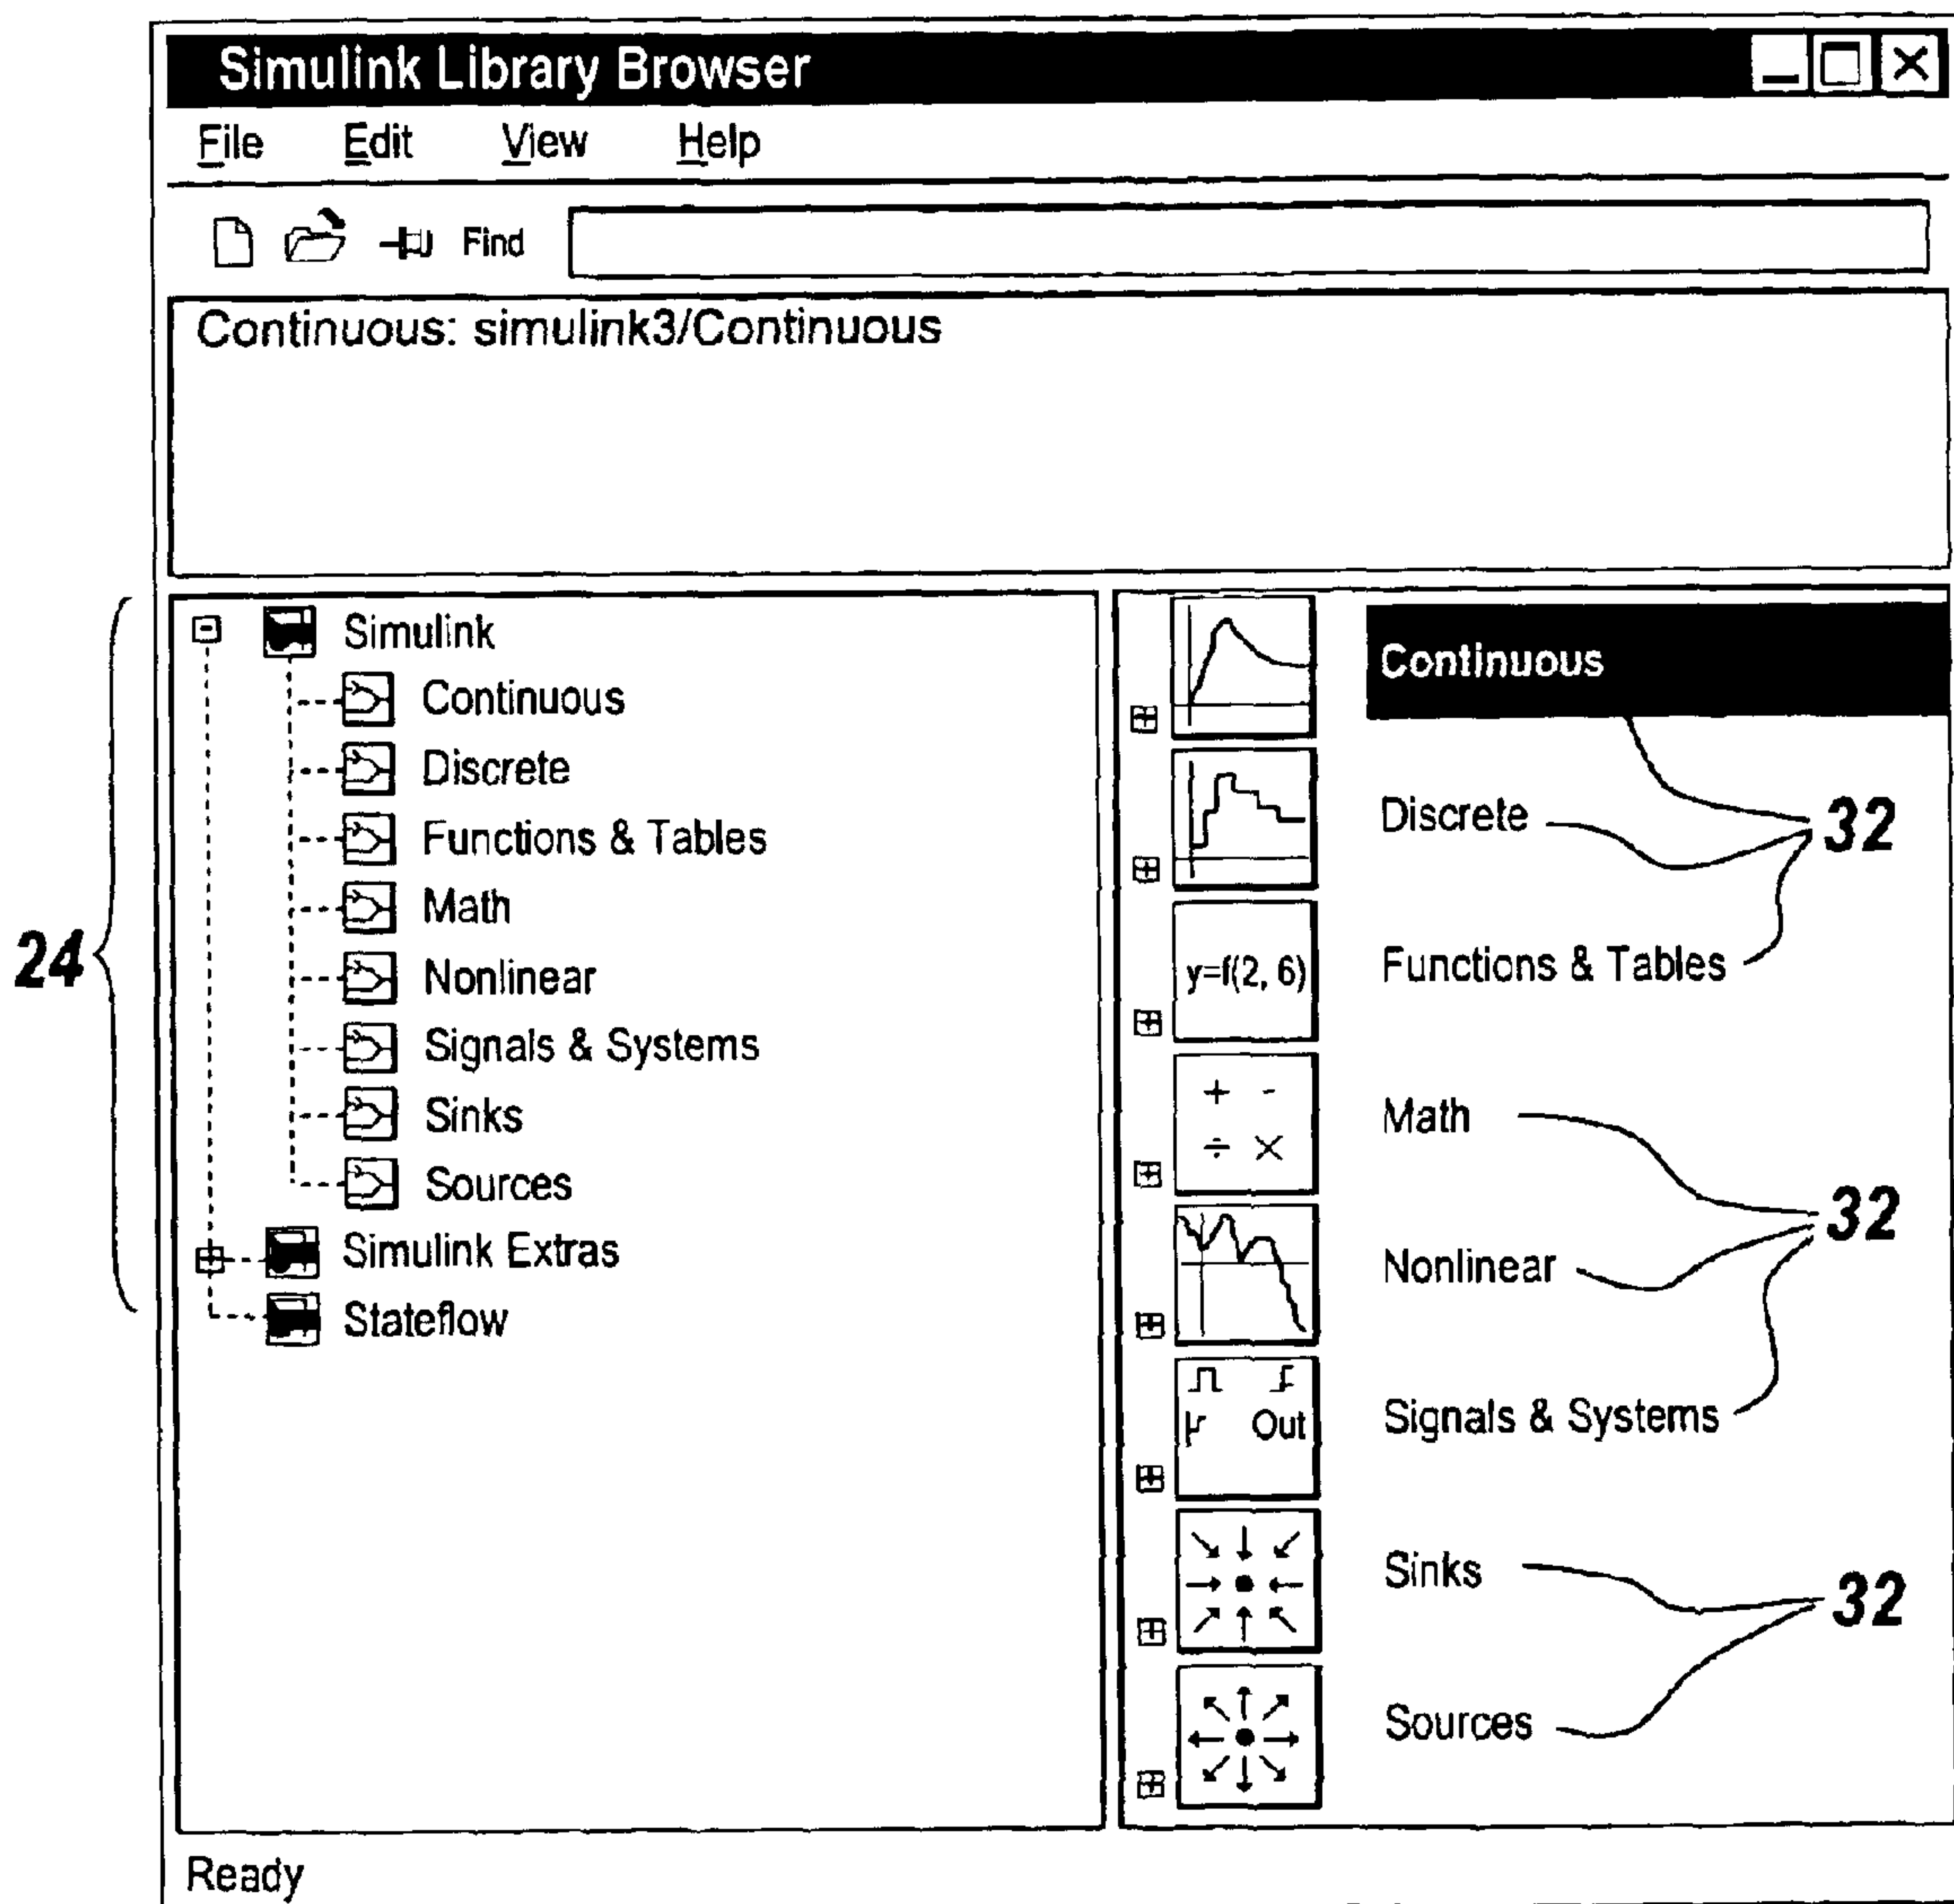 Simulink Library Browser
File Edit View Help
Find
Continuous: simulink3/Continuous
24
Simulink
Continuous
Discrete
Functions & Tables
Math
Nonlinear
Signals & Systems
Sinks
Sources
Simulink Extras
Stateflow
Continuous
Discrete
32
y=f(2, 6)
Functions & Tables
+ -
÷ ×
Math
32
Nonlinear
Out
Signals & Systems
Sinks
32
Sources
Ready